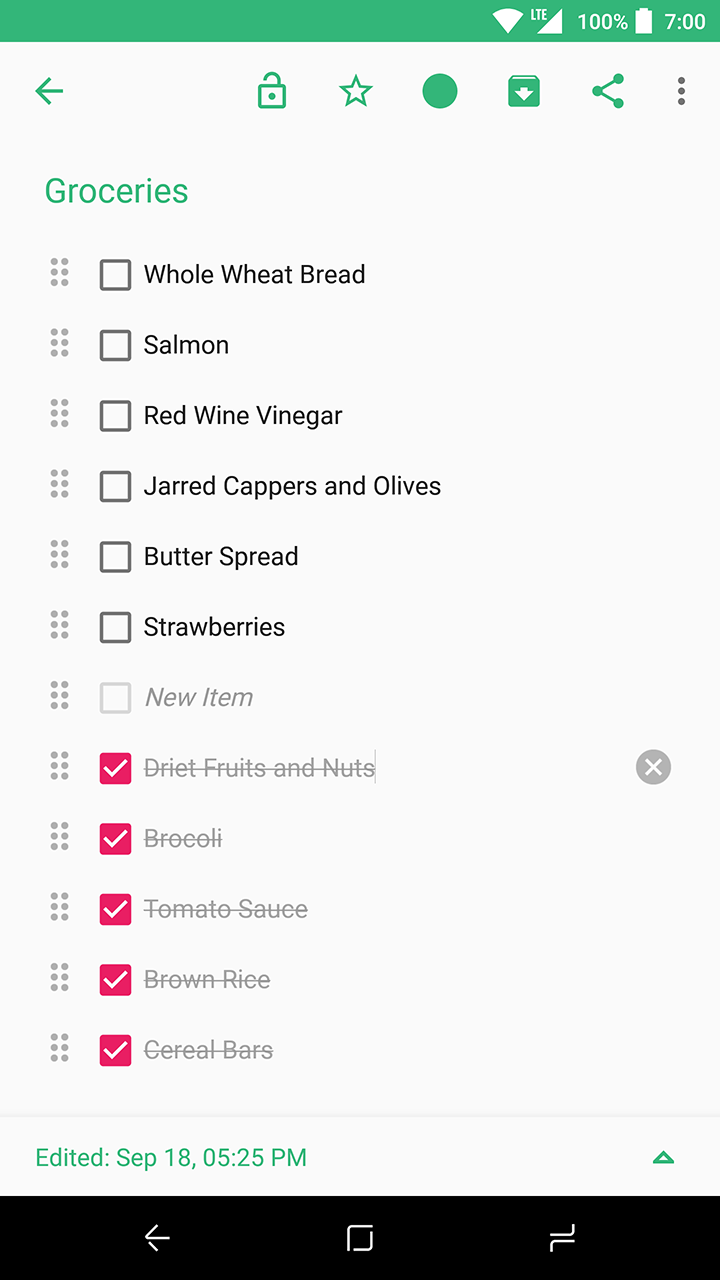 LTE 100% 7:00
Groceries
Whole Wheat Bread
Salmon
Red Wine Vinegar
Jarred Cappers and Olives
Butter Spread
Strawberries
New Item
Driet Fruits and Nuts
Brocoli
Tomato Sauce
Brown Rice
Cereal Bars
Edited: Sep 18, 05:25 PM